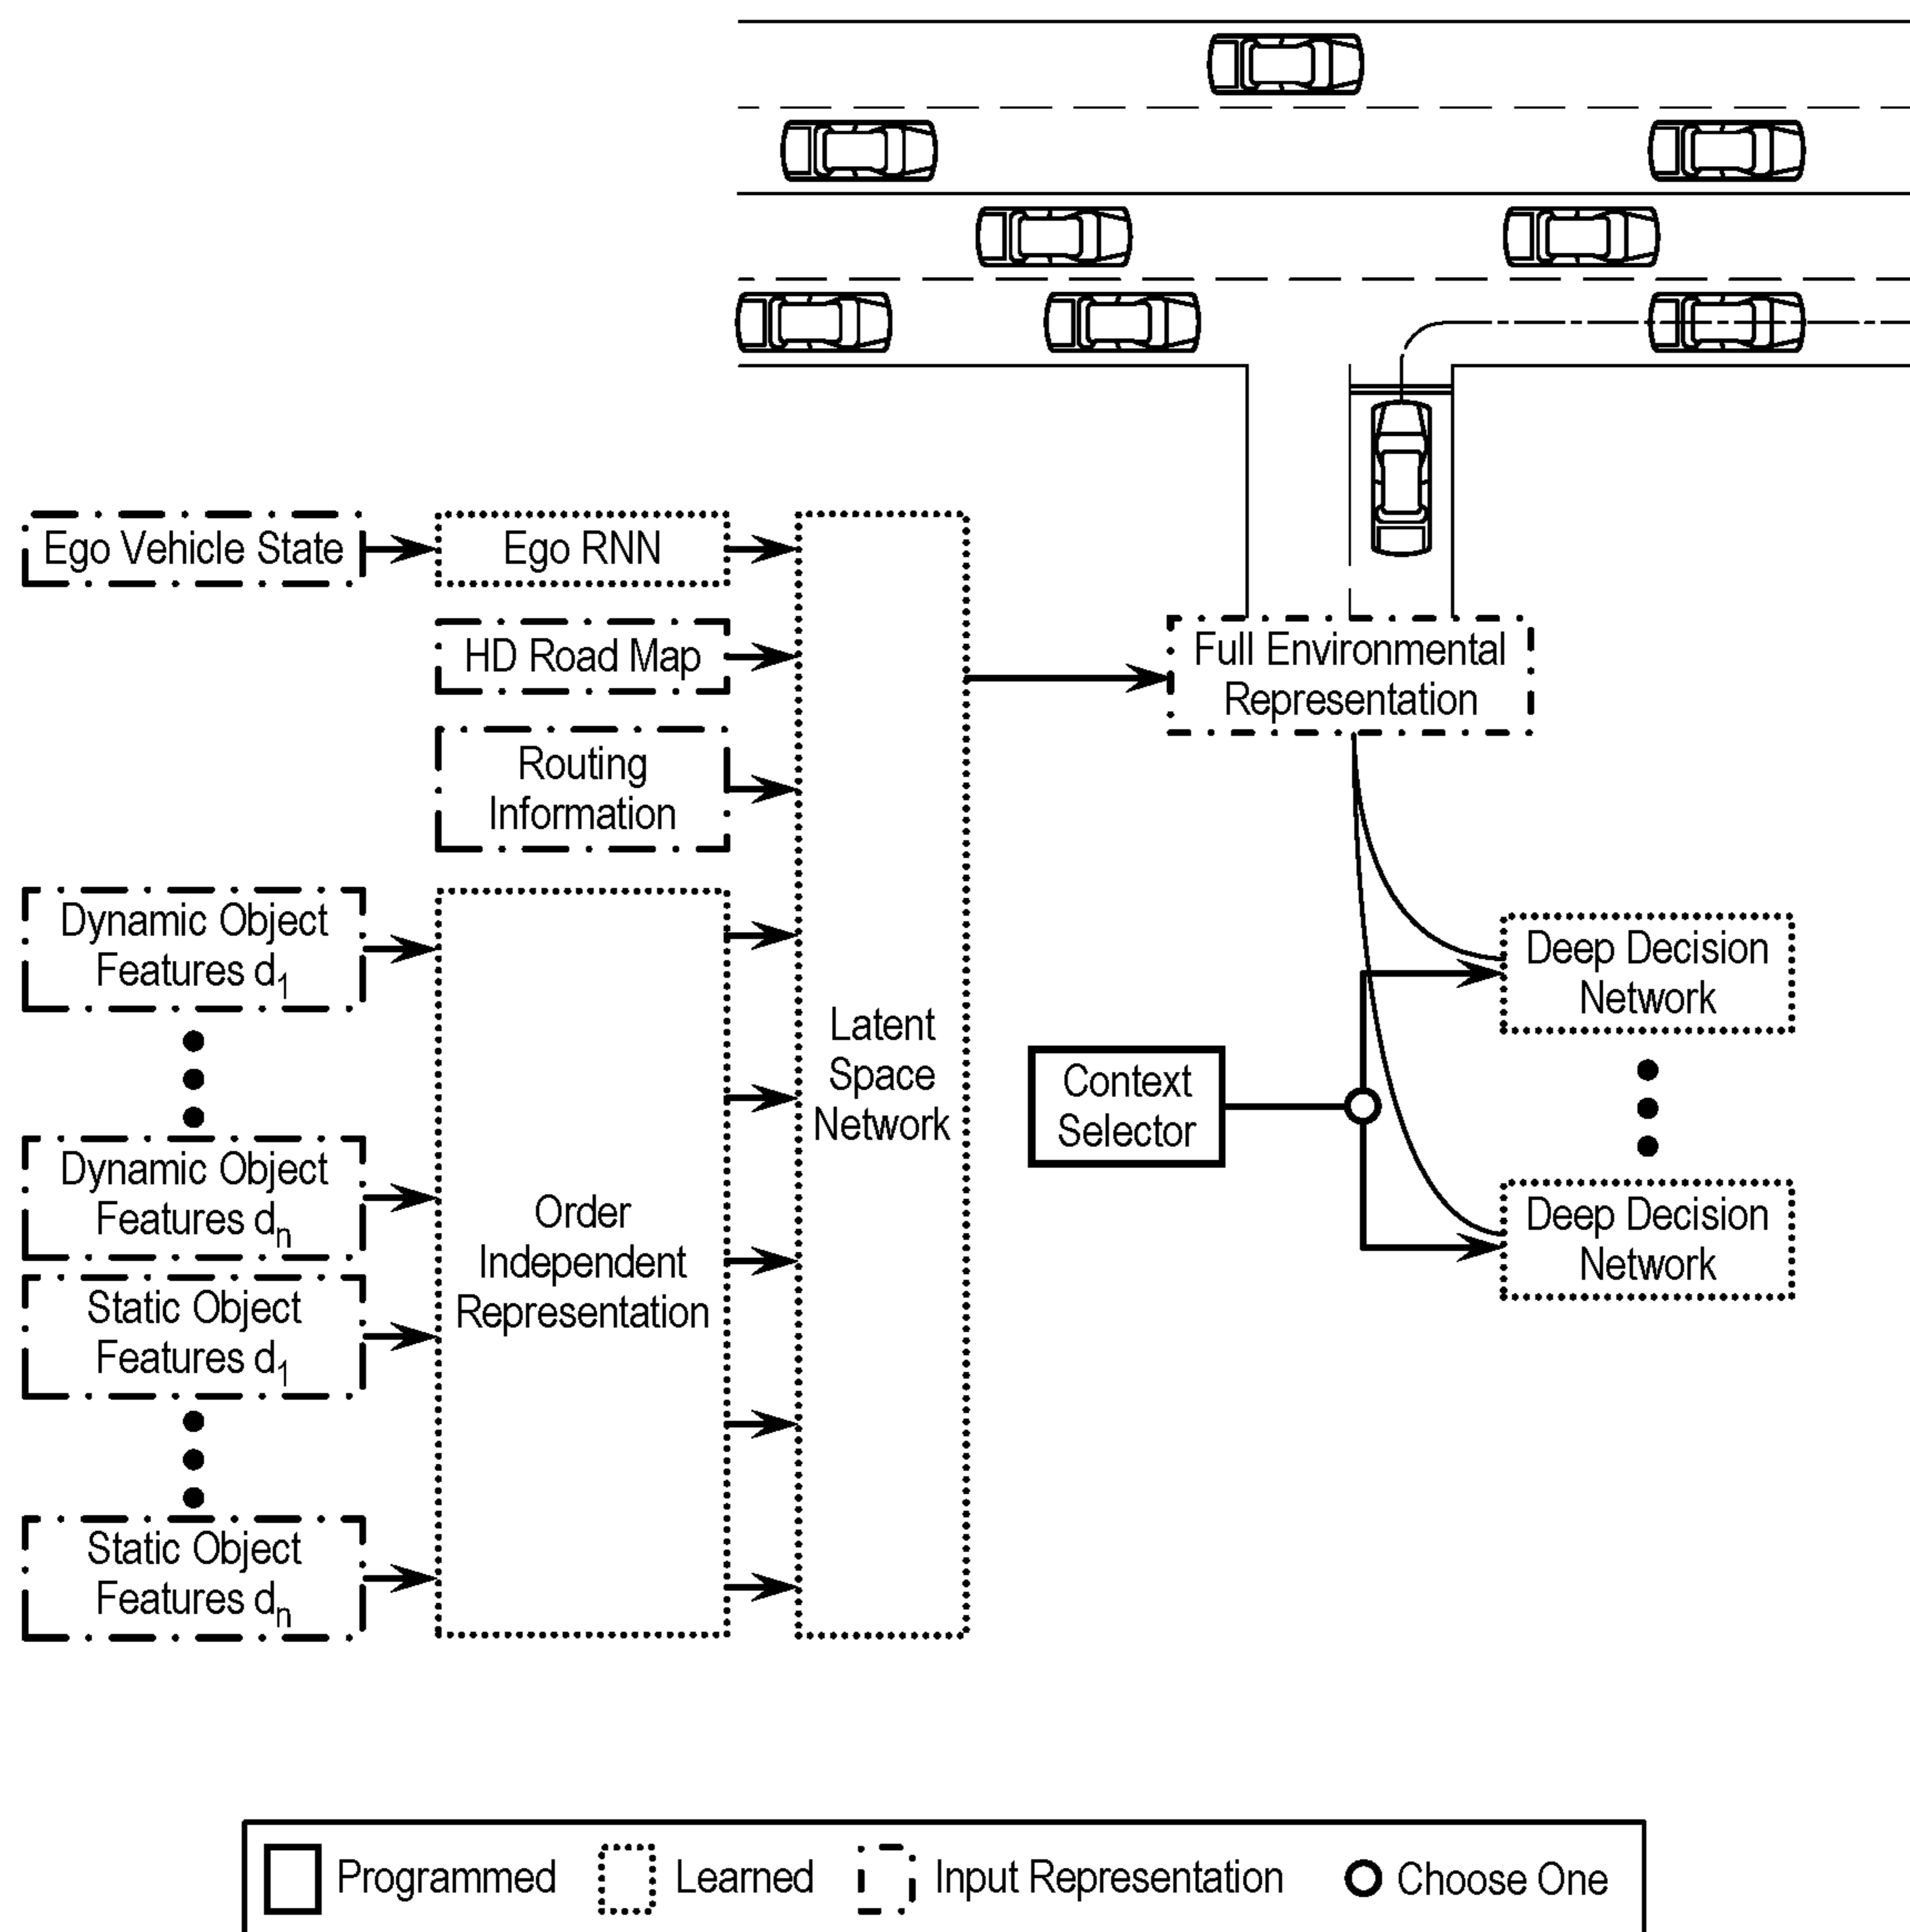 Ego Vehicle State
Ego RNN
HD Road Map
Routing
Information
Full Environmental
Representation
Dynamic Object
Features d₁
Dynamic Object
Features dₙ
Static Object
Features d₁
Static Object
Features dₙ
Order
Independent
Representation
Latent
Space
Network
Context
Selector
Deep Decision
Network
Deep Decision
Network
Programmed
Learned
Input Representation
Choose One